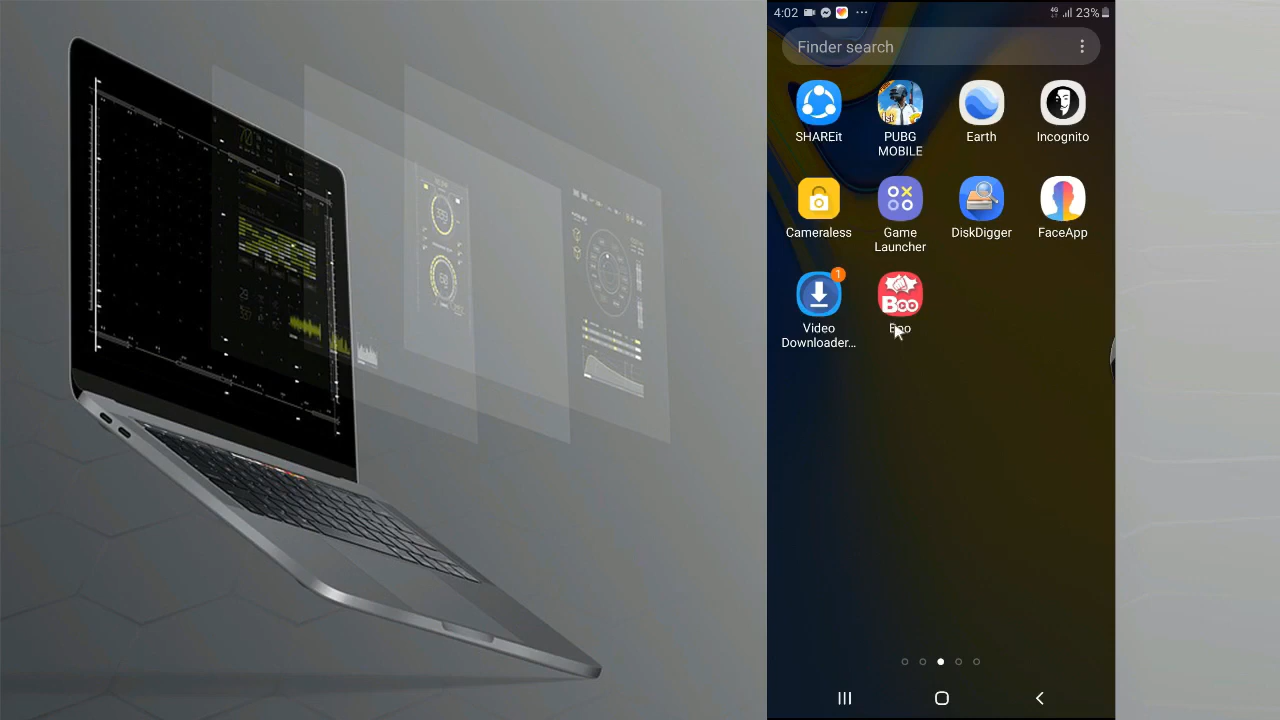 4:02
4G 23%
Finder search
SHAREit
PUBG
MOBILE
Earth
Incognito
Cameraless
Game
Launcher
DiskDigger
FaceApp
1
Video
Downloader...
Boo
Boo